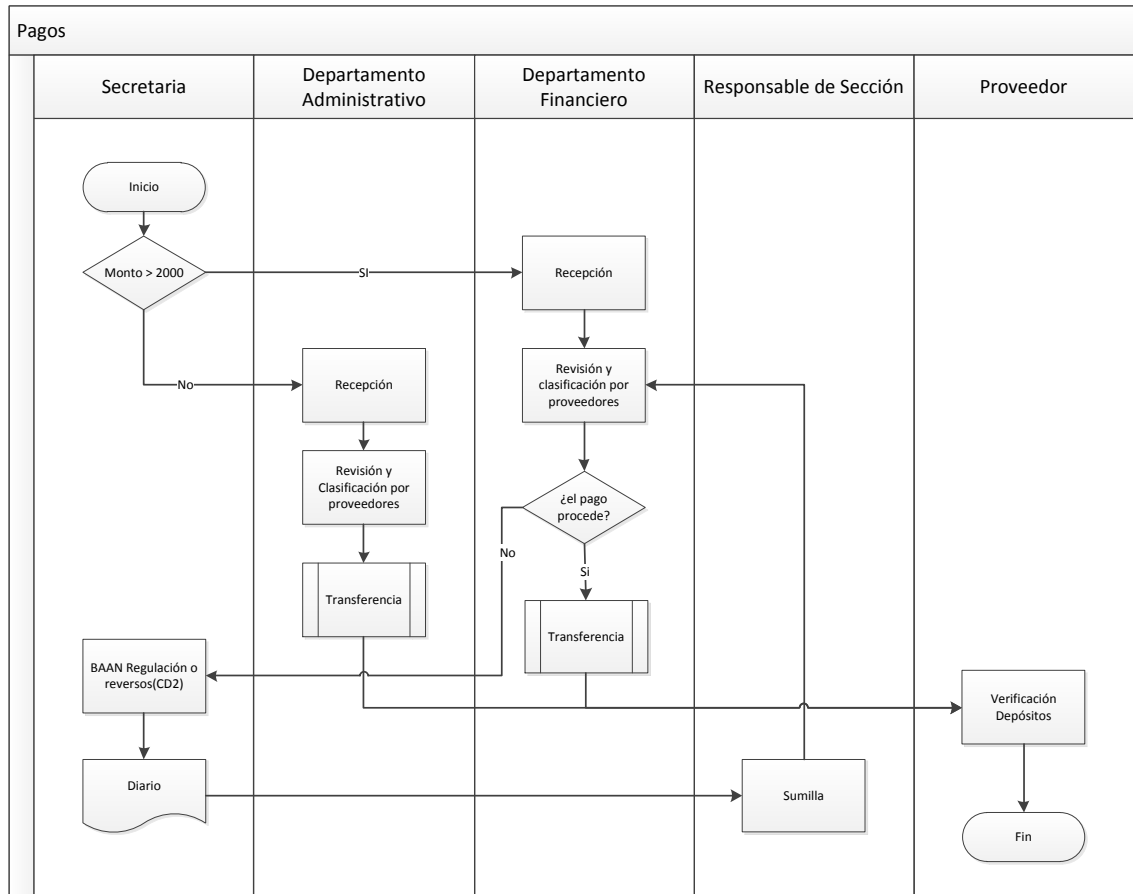 Pagos
Secretaria
Departamento
Administrativo
Departamento
Financiero
Responsable de Sección
Proveedor
Inicio
Monto > 2000
SI
Recepción
Revisión y
clasificación por
proveedores
No
Recepción
Revisión y
Clasificación por
proveedores
¿el pago
procede?
No
Si
Transferencia
Transferencia
BAAN Regulación o
reversos(CD2)
Verificación
Depósitos
Diario
Sumilla
Fin